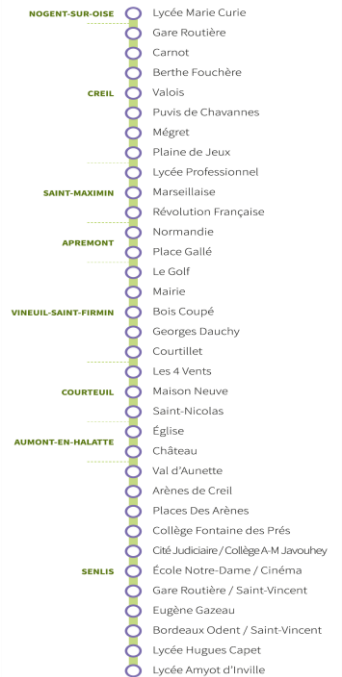 NOGENT-SUR-OISE Lycée Marie Curie
Gare Routière
Carnot
Berthe Fouchère
CREIL Valois
Puvis de Chavannes
Mégret
Plaine de Jeux
Lycée Professionnel
SAINT-MAXIMIN Marseillaise
Révolution Française
Normandie
APREMONT
Place Gallé
Le Golf
Mairie
VINEUIL-SAINT-FIRMIN Bois Coupé
Georges Dauchy
Courtillet
Les 4 Vents
COURTEUIL Maison Neuve
Saint-Nicolas
Église
AUMONT-EN-HALATTE
Château
Val d'Aunette
Arènes de Creil
Places Des Arènes
Collège Fontaine des Prés
Cité Judiciaire / Collège A-M Javouhey
SENLIS École Notre-Dame / Cinéma
Gare Routière / Saint-Vincent
Eugène Gazeau
Bordeaux Odent / Saint-Vincent
Lycée Hugues Capet
Lycée Amyot d'Inville